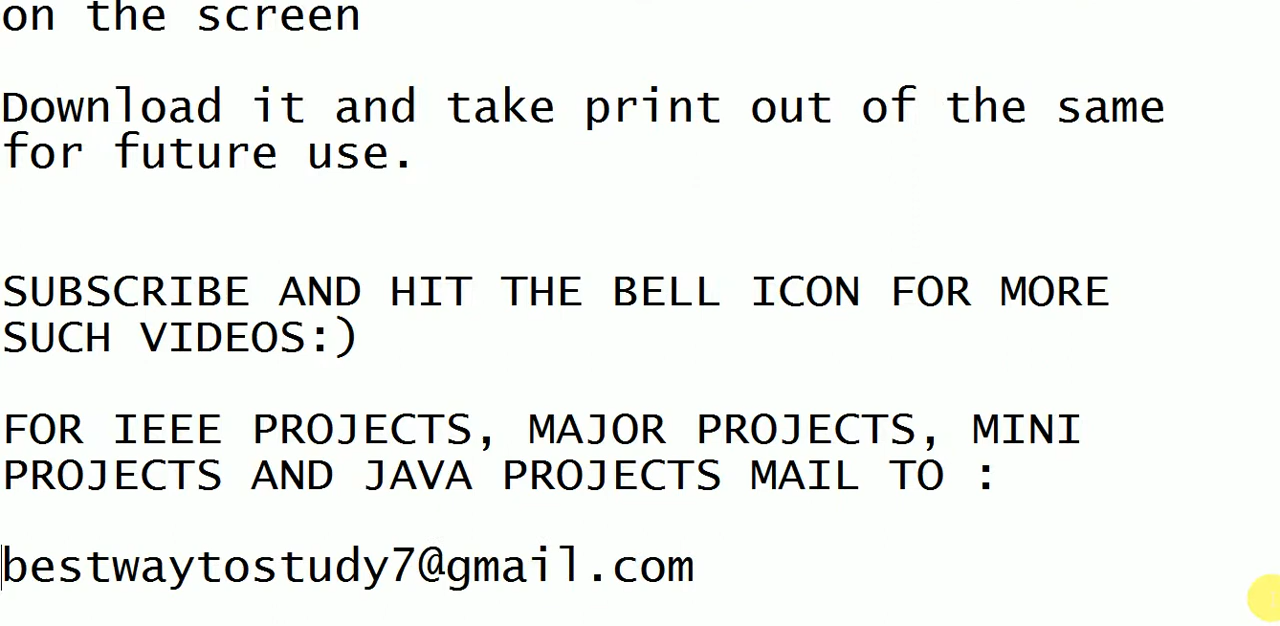 on the screen
Download it and take print out of the same
for future use.
SUBSCRIBE AND HIT THE BELL ICON FOR MORE
SUCH VIDEOS:)
FOR IEEE PROJECTS, MAJOR PROJECTS, MINI
PROJECTS AND JAVA PROJECTS MAIL TO :
bestwaytostudy7@gmail.com